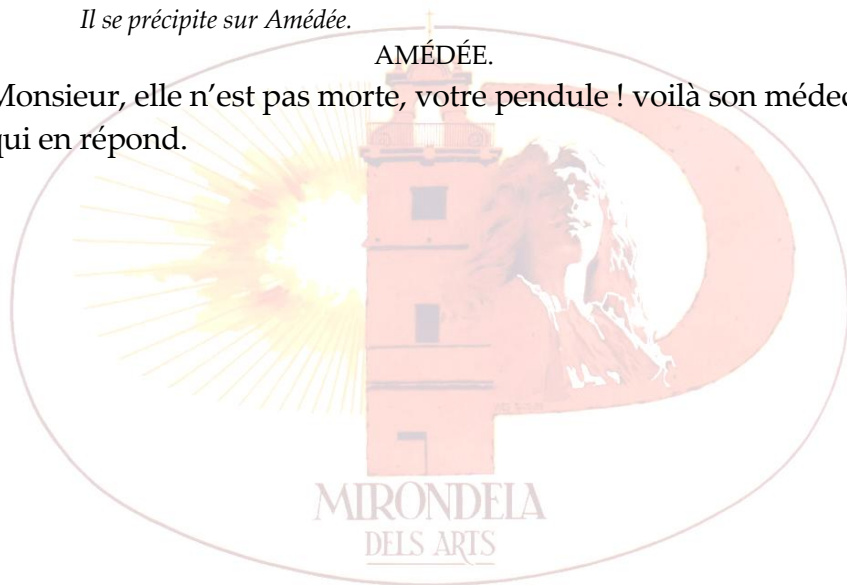 Il se précipite sur Amédée.
AMÉDÉE.
Monsieur, elle n’est pas morte, votre pendule ! voilà son
qui en répond.
MIRONDELA
DELS ARTS